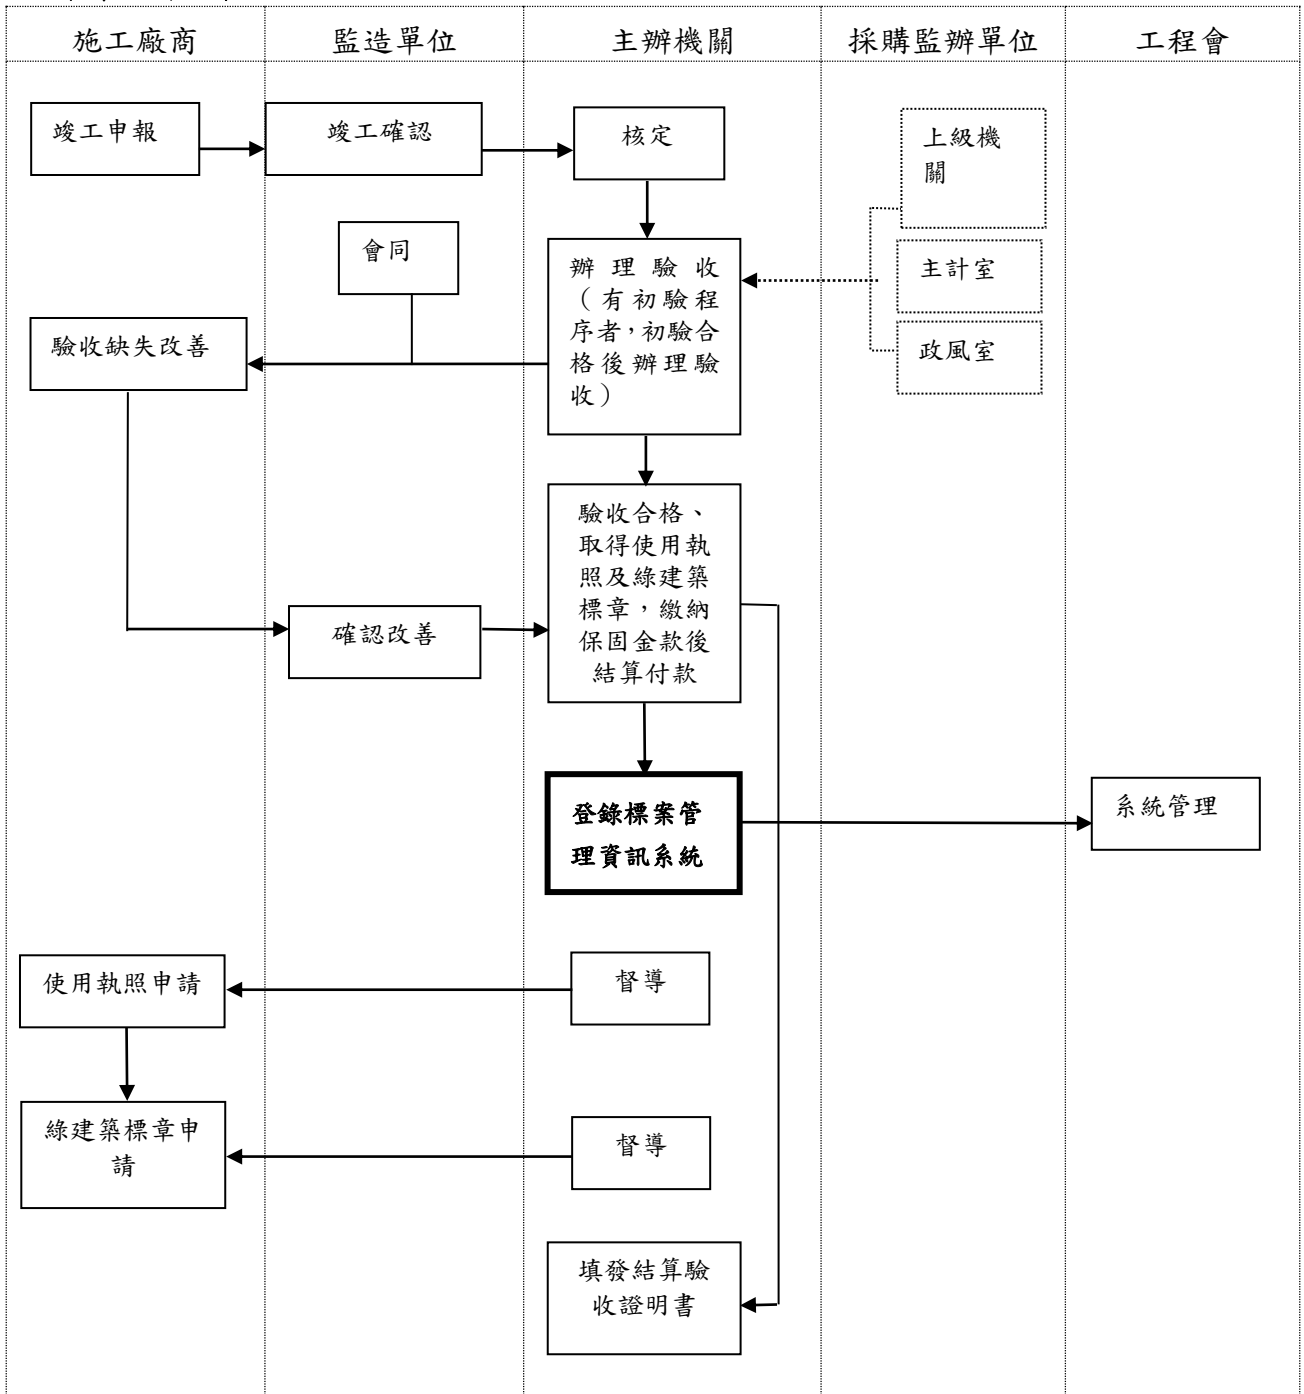 施工廠商
監造單位
主辦機關
採購監辦單位
工程會
竣工申報
竣工確認
核定
上級機
關
會同
辦理驗收
（有初驗程
序者，初驗合
格後辦理驗
收）
主計室
驗收缺失改善
政風室
驗收合格、
取得使用執
照及綠建築
標章，繳納
保固金款後
結算付款
確認改善
登錄標案管
理資訊系統
系統管理
使用執照申請
督導
綠建築標章申
請
督導
填發結算驗
收證明書